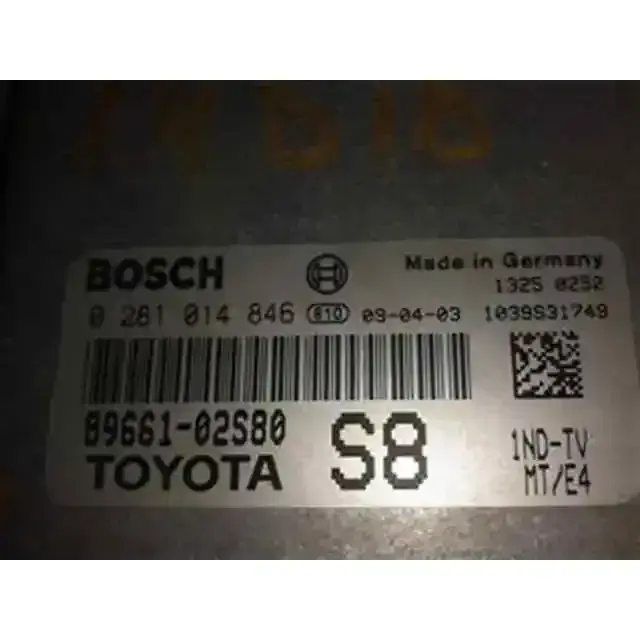 BOSCH Made in Germany
1325 0252
0 281 014 846 610 09-04-03 1039S31749
89661-02S80 S8 1ND-TV
TOYOTA MT/E4